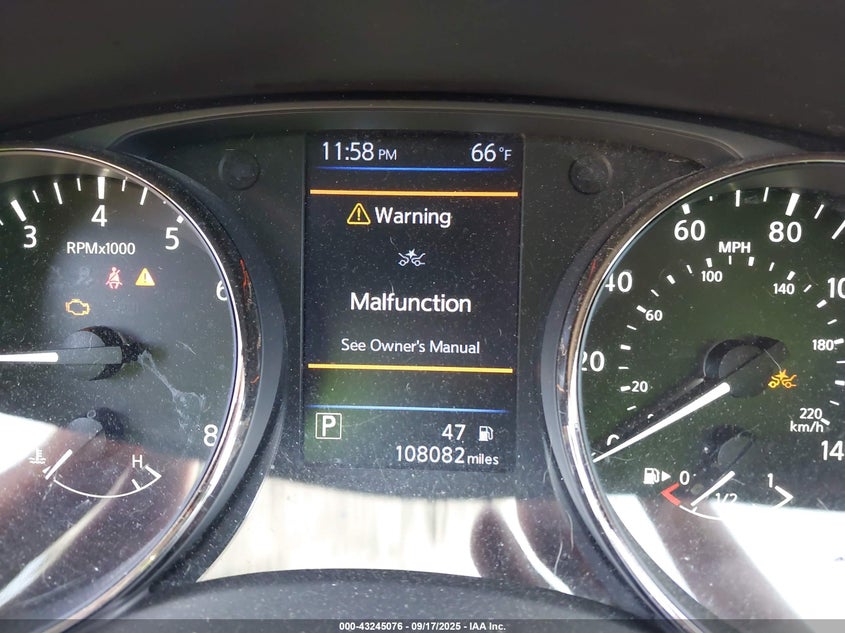 11:58 PM 66°F
Warning
Malfunction
See Owner's Manual
P
47
108082 miles
3 4 5 6 8
RPMx1000
H
20 40 60 80 14
MPH
20 60 100 140 180 220
km/h
0 1/2 1
000-43245076 - 09/17/2025 - IAA Inc.